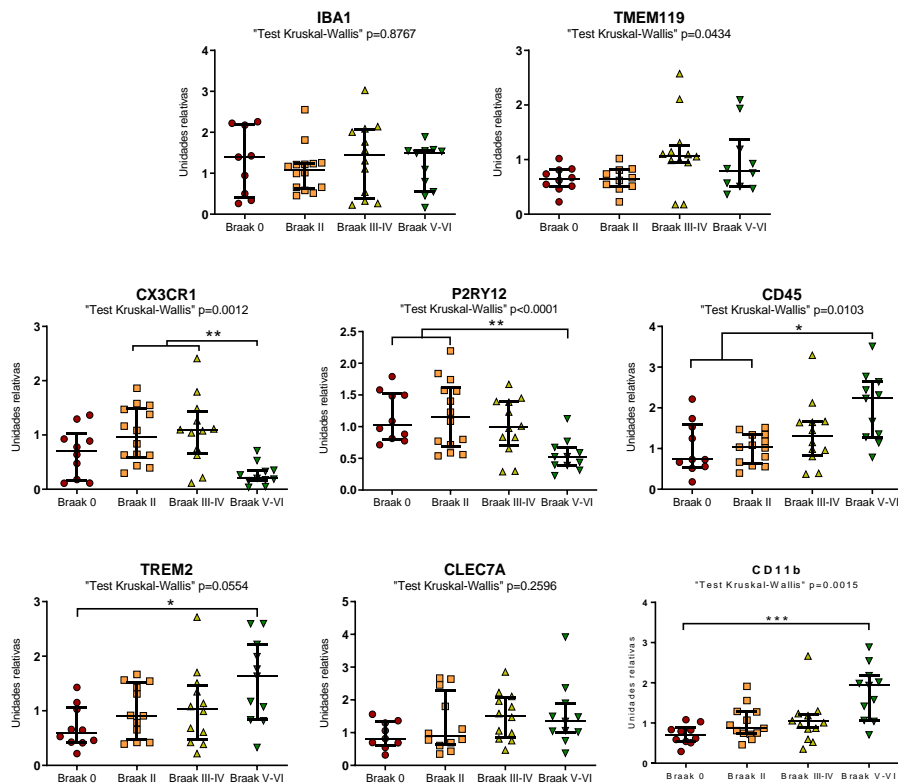 IBA1
"Test Kruskal-Wallis" p=0.8767
Unidades relativas
4
3
2
1
0
Braak 0 Braak II Braak III-IV Braak V-VI
TMEM119
"Test Kruskal-Wallis" p=0.0434
Unidades relativas
3
2
1
0
Braak 0 Braak II Braak III-IV Braak V-VI
CX3CR1
"Test Kruskal-Wallis" p=0.0012
**
Unidades relativas
3
2
1
0
Braak 0 Braak II Braak III-IV Braak V-VI
P2RY12
"Test Kruskal-Wallis" p<0.0001
**
Unidades relativas
2.5
2.0
1.5
1.0
0.5
0.0
Braak 0 Braak II Braak III-IV Braak V-VI
CD45
"Test Kruskal-Wallis" p=0.0103
*
Unidades relativas
4
3
2
1
0
Braak 0 Braak II Braak III-IV Braak V-VI
TREM2
"Test Kruskal-Wallis" p=0.0554
*
Unidades relativas
3
2
1
0
Braak 0 Braak II Braak III-IV Braak V-VI
CLEC7A
"Test Kruskal-Wallis" p=0.2596
Unidades relativas
5
4
3
2
1
0
Braak 0 Braak II Braak III-IV Braak V-VI
CD11b
"Test Kruskal-Wallis" p=0.0015
***
Unidades relativas
4
3
2
1
0
Braak 0 Braak II Braak III-IV Braak V-VI